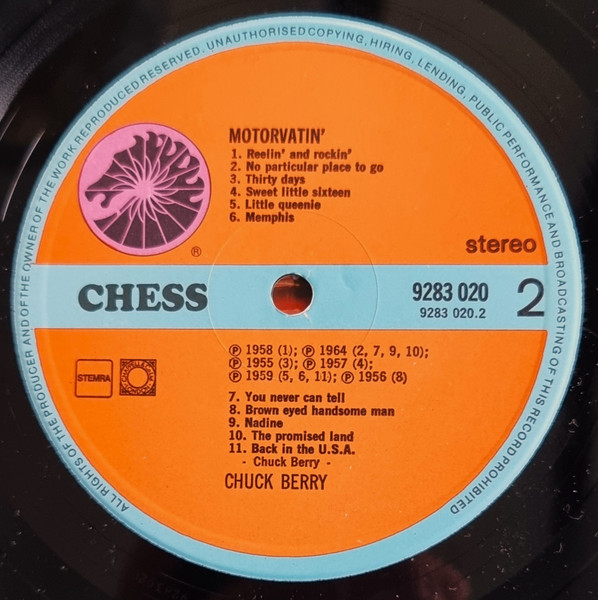 ALL RIGHTS OF THE PRODUCER AND OF THE OWNER OF THE WORK REPRODUCED RESERVED. UNAUTHORISED COPYING, HIRING, LENDING, PUBLIC PERFORMANCE AND BROADCASTING OF THIS RECORD PROHIBITED
MOTORVATIN'
1. Reelin' and rockin'
2. No particular place to go
3. Thirty days
4. Sweet little sixteen
5. Little queenie
6. Memphis
®
stereo
CHESS
9283 020
9283 020.2
2
℗ 1958 (1); ℗ 1964 (2, 7, 9, 10);
℗ 1955 (3); ℗ 1957 (4);
℗ 1959 (5, 6, 11); ℗ 1956 (8)
STEMRA
7. You never can tell
8. Brown eyed handsome man
9. Nadine
10. The promised land
11. Back in the U.S.A.
- Chuck Berry -
CHUCK BERRY